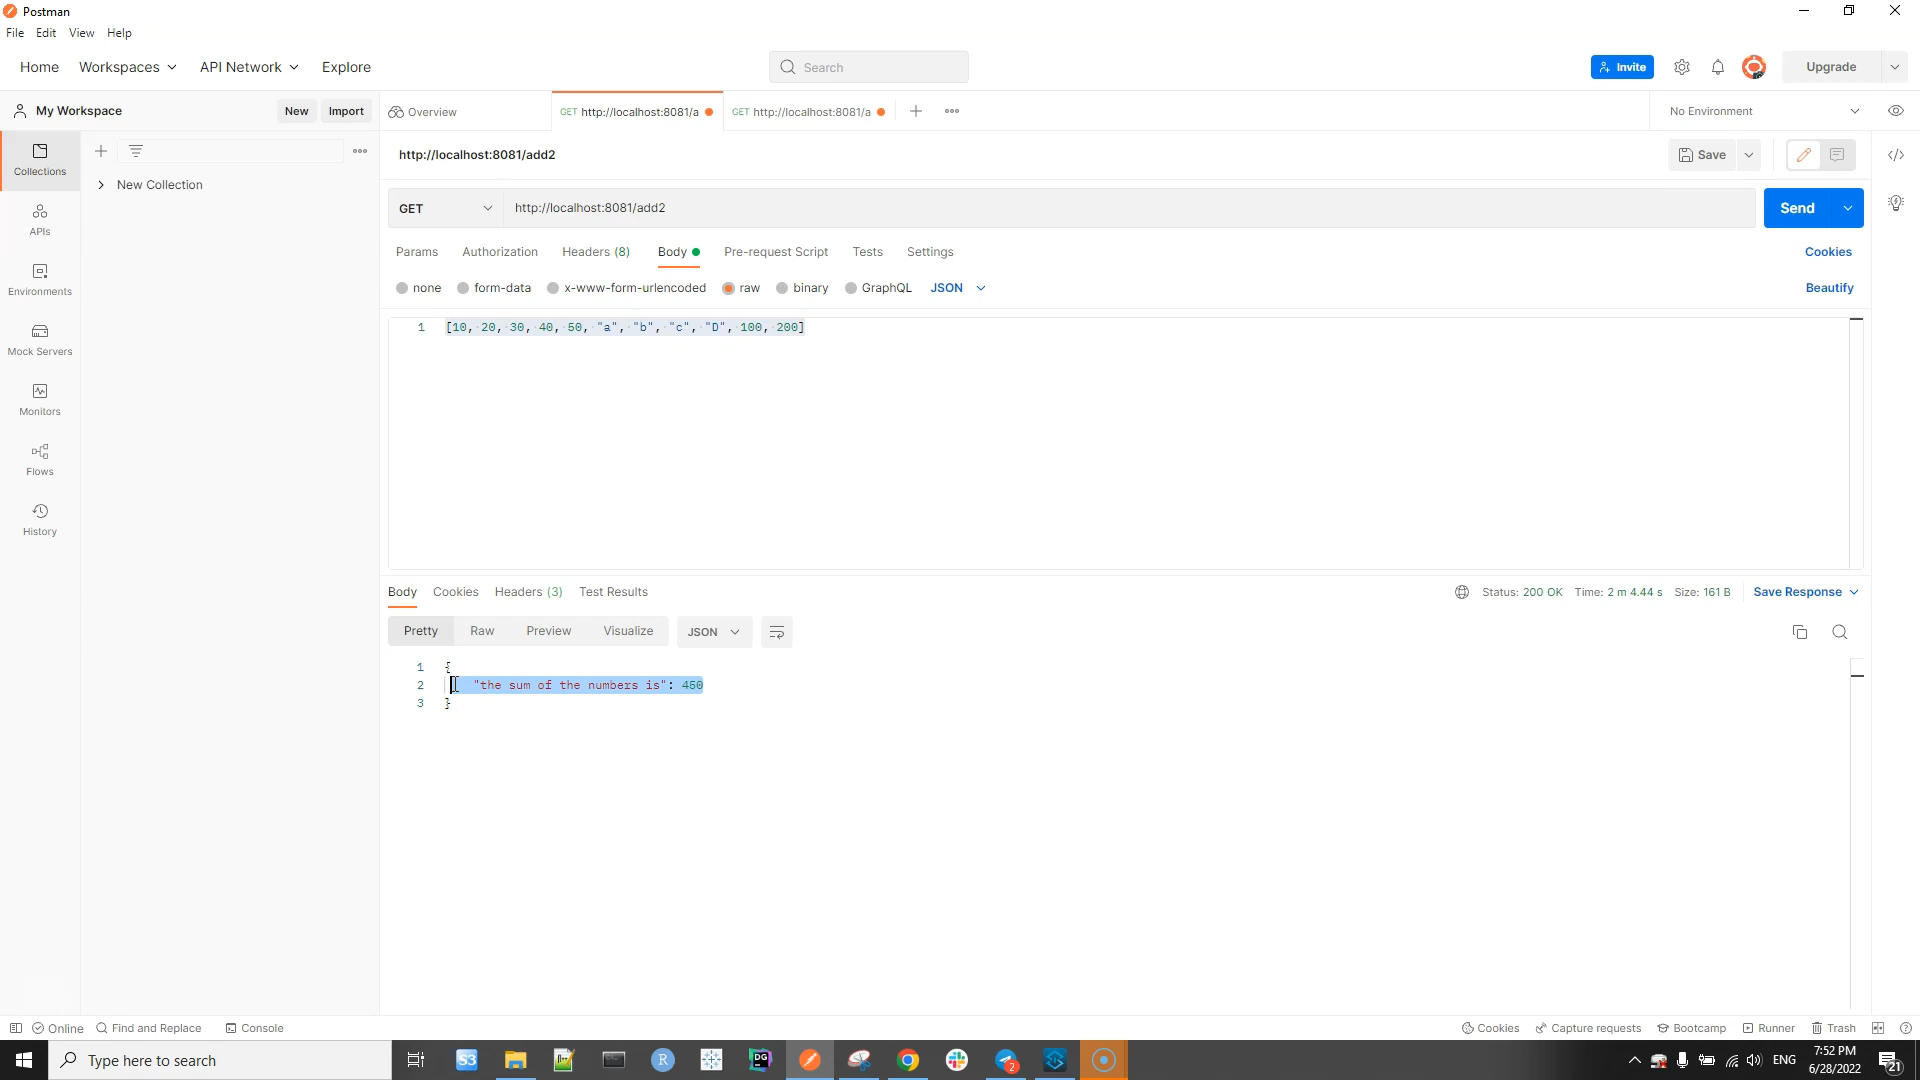 Postman
File Edit View Help
Home Workspaces API Network Explore
Search
Invite
Upgrade
My Workspace
New Import
Overview
GET http://localhost:8081/a
GET http://localhost:8081/a
No Environment
Collections
New Collection
http://localhost:8081/add2
Save
GET
http://localhost:8081/add2
Send
APIs
Params Authorization Headers (8) Body Pre-request Script Tests Settings
Cookies
Environments
none form-data x-www-form-urlencoded raw binary GraphQL JSON
Beautify
1 [10, 20, 30, 40, 50, "a", "b", "c", "D", 100, 200]
Mock Servers
Monitors
Flows
History
Body Cookies Headers (3) Test Results
Status: 200 OK Time: 2 m 4.44 s Size: 161 B
Save Response
Pretty Raw Preview Visualize JSON
1 {
2 "the sum of the numbers is": 450
3 }
Online Find and Replace Console
Cookies Capture requests Bootcamp Runner Trash
Type here to search
S3
R
DG
2
ENG
7:52 PM
6/28/2022
21